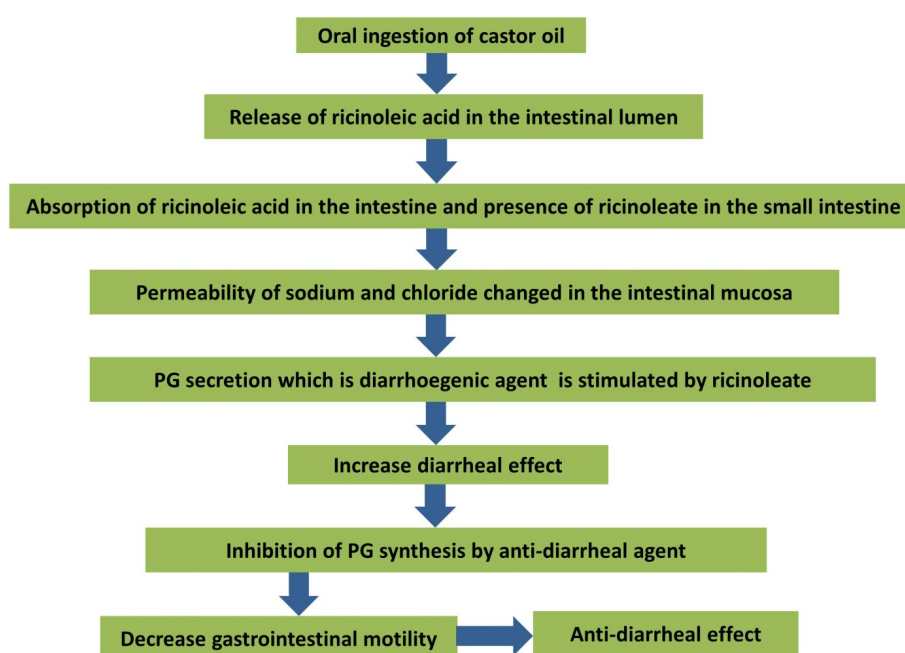 Oral ingestion of castor oil
Release of ricinoleic acid in the intestinal lumen
Absorption of ricinoleic acid in the intestine and presence of ricinoleate in the small intestine
Permeability of sodium and chloride changed in the intestinal mucosa
PG secretion which is diarrhoegenic agent is stimulated by ricinoleate
Increase diarrheal effect
Inhibition of PG synthesis by anti-diarrheal agent
Decrease gastrointestinal motility
Anti-diarrheal effect